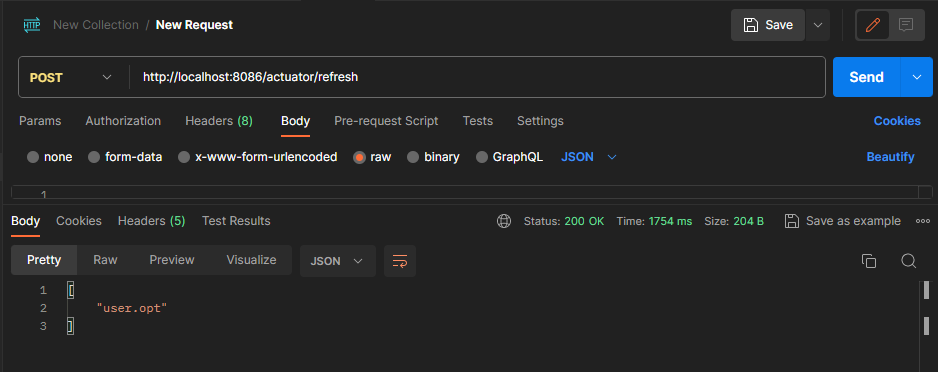 HTTP New Collection / New Request Save
POST http://localhost:8086/actuator/refresh Send
Params Authorization Headers (8) Body Pre-request Script Tests Settings Cookies
none form-data x-www-form-urlencoded raw binary GraphQL JSON Beautify
1
Body Cookies Headers (5) Test Results Status: 200 OK Time: 1754 ms Size: 204 B Save as example
Pretty Raw Preview Visualize JSON
1 [
2 "user.opt"
3 ]